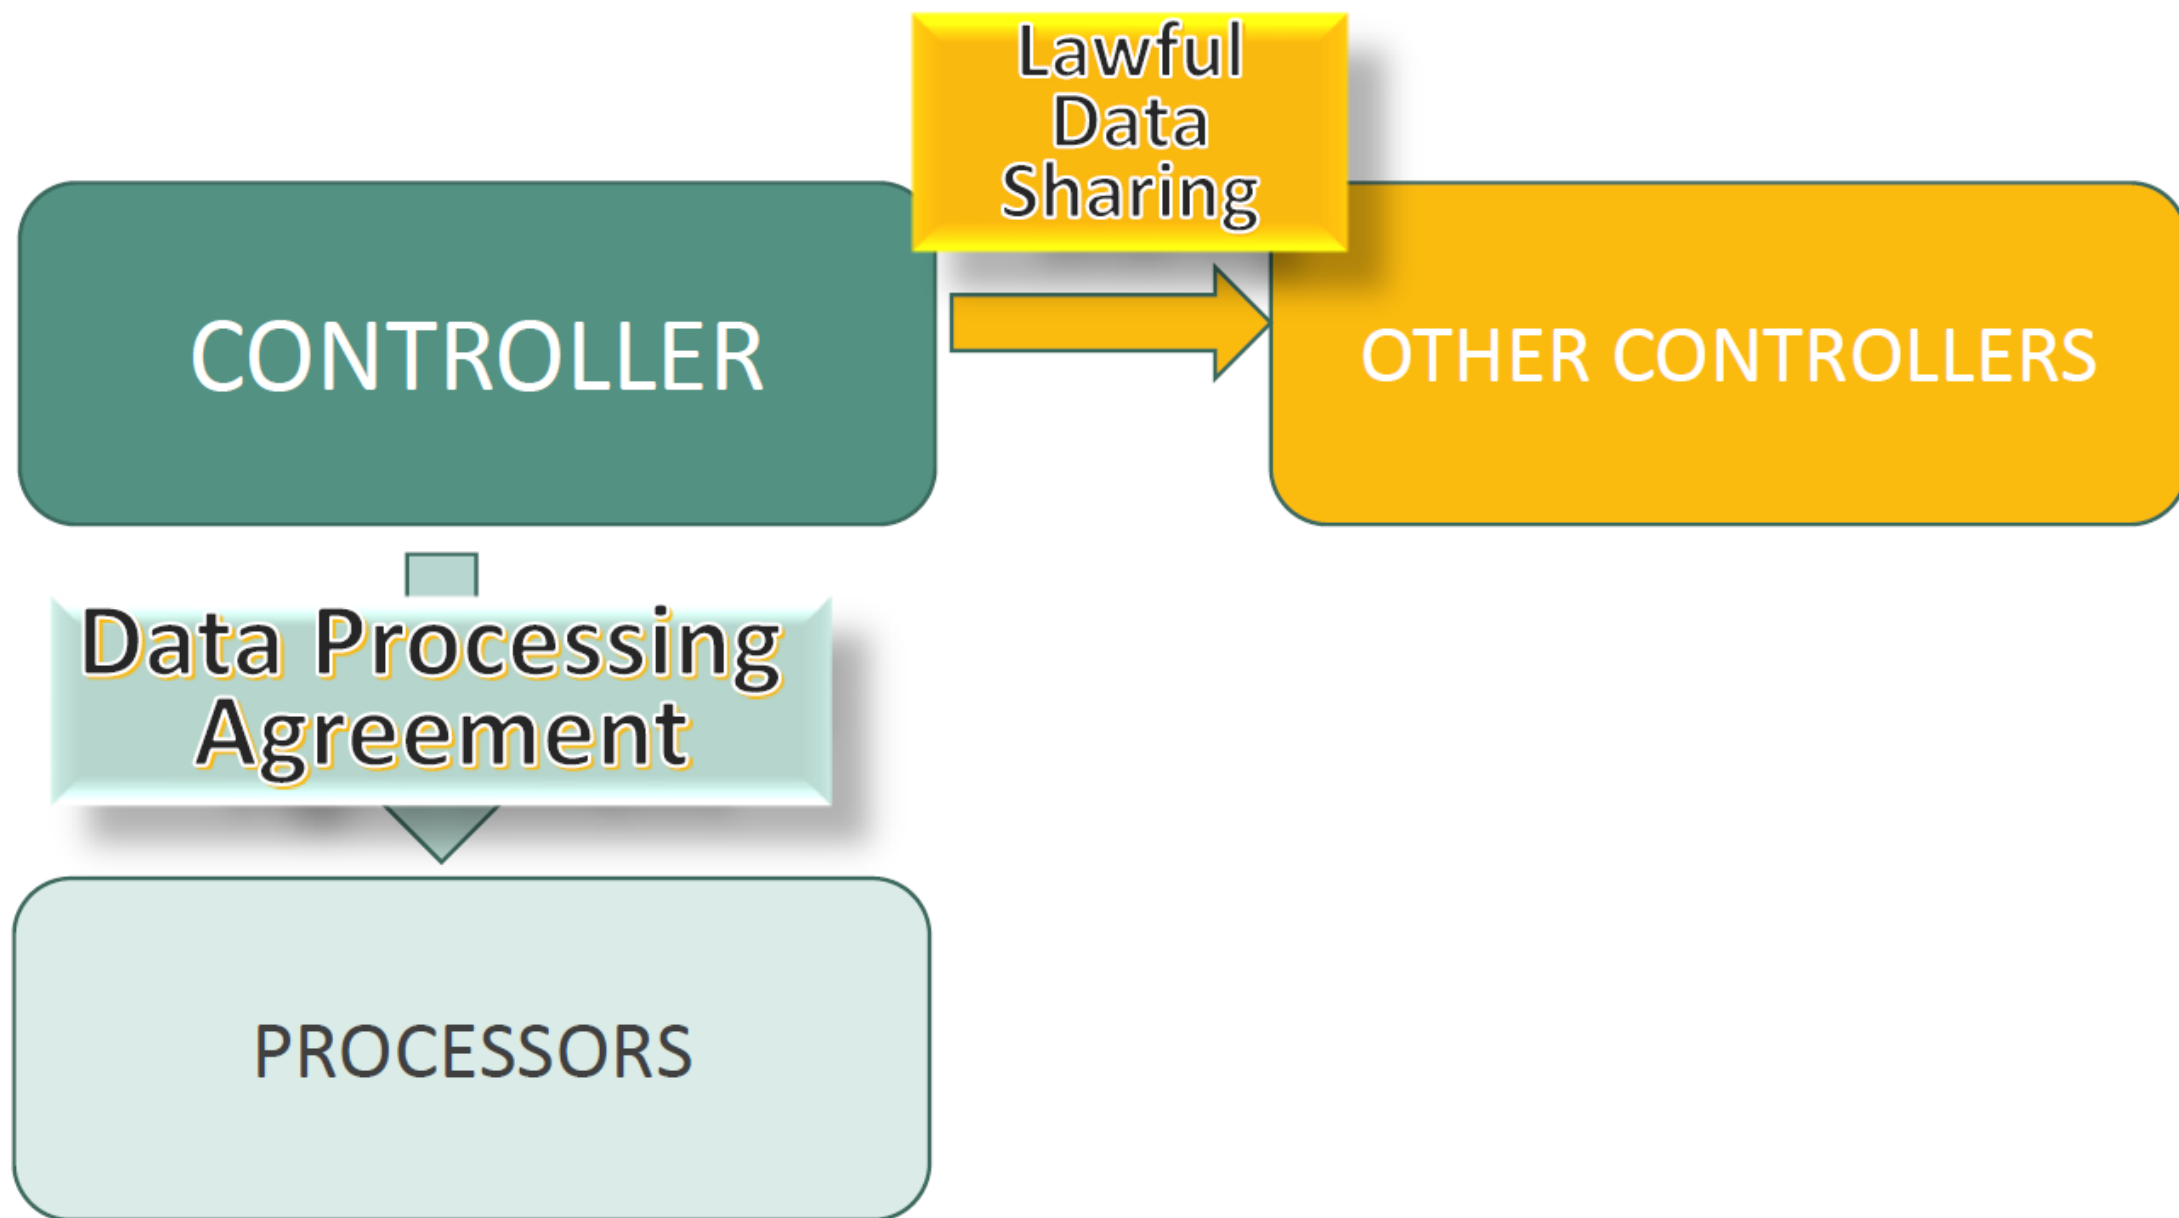 Lawful
Data
Sharing
CONTROLLER
OTHER CONTROLLERS
Data Processing
Agreement
PROCESSORS